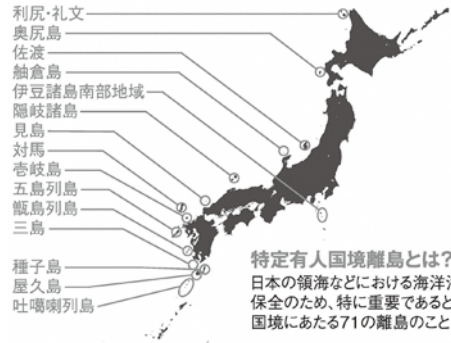 利尻・礼文
奥尻島
佐渡
舳倉島
伊豆諸島南部地域
隠岐諸島
見島
対馬
壱岐島
五島列島
甑島列島
三島
種子島
屋久島
吐噶喇列島
特定有人国境離島とは?
日本の領海などにおける海洋活
保全のため、特に重要であると
国境にあたる71の離島のこと